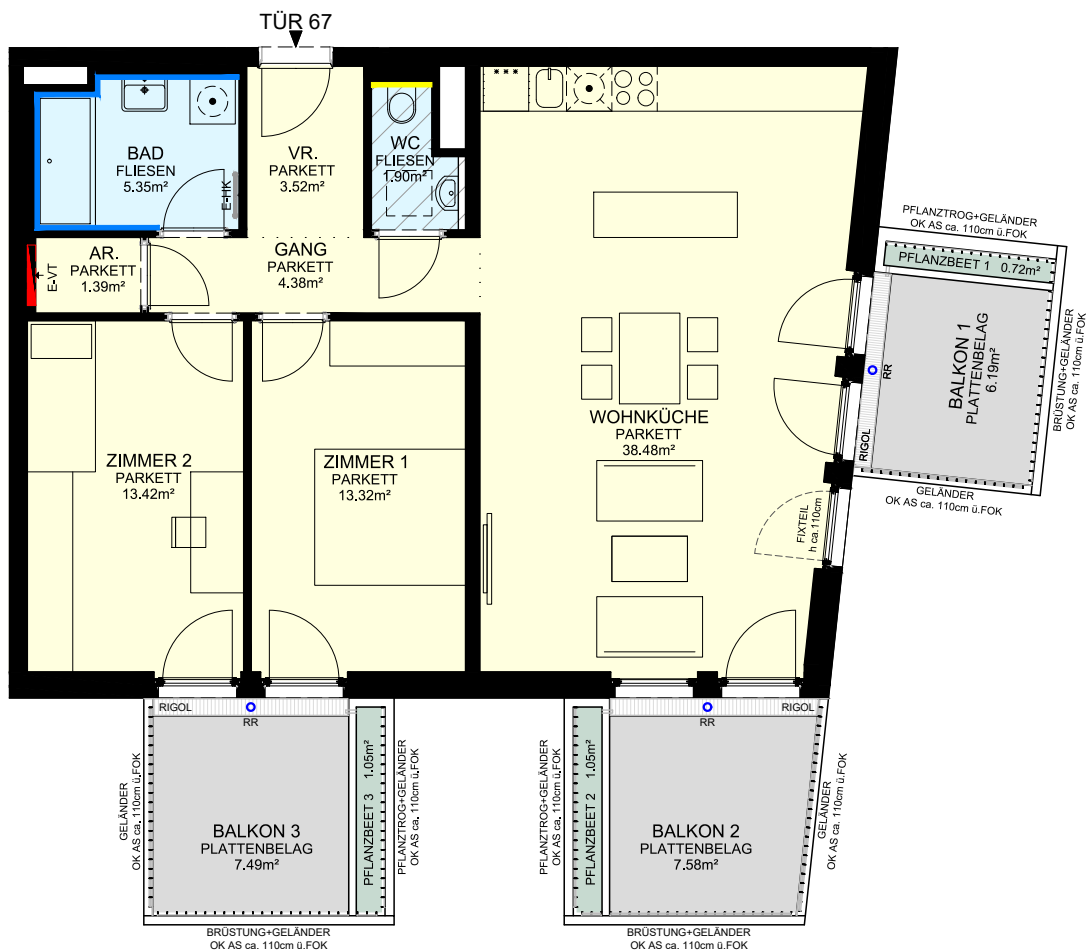 TÜR 67
BAD
FLIESEN
5.35m²
E-HK
VR.
PARKETT
3.52m²
WC
FLIESEN
1.90m²
AR.
PARKETT
1.39m²
E-VT
GANG
PARKETT
4.38m²
PFLANZTROG+GELÄNDER
OK AS ca. 110cm ü.FOK
PFLANZBEET 1 0.72m²
BALKON 1
PLATTENBELAG
6.19m²
BRÜSTUNG+GELÄNDER
OK AS ca. 110cm ü.FOK
RR
RIGOL
GELÄNDER
OK AS ca. 110cm ü.FOK
WOHNKÜCHE
PARKETT
38.48m²
FIXTEIL
h ca.110cm
ZIMMER 2
PARKETT
13.42m²
ZIMMER 1
PARKETT
13.32m²
RIGOL
RR
GELÄNDER
OK AS ca. 110cm ü.FOK
BALKON 3
PLATTENBELAG
7.49m²
PFLANZBEET 3 1.05m²
PFLANZTROG+GELÄNDER
OK AS ca. 110cm ü.FOK
BRÜSTUNG+GELÄNDER
OK AS ca. 110cm ü.FOK
RR
RIGOL
PFLANZTROG+GELÄNDER
OK AS ca. 110cm ü.FOK
PFLANZBEET 2 1.05m²
BALKON 2
PLATTENBELAG
7.58m²
GELÄNDER
OK AS ca. 110cm ü.FOK
BRÜSTUNG+GELÄNDER
OK AS ca. 110cm ü.FOK